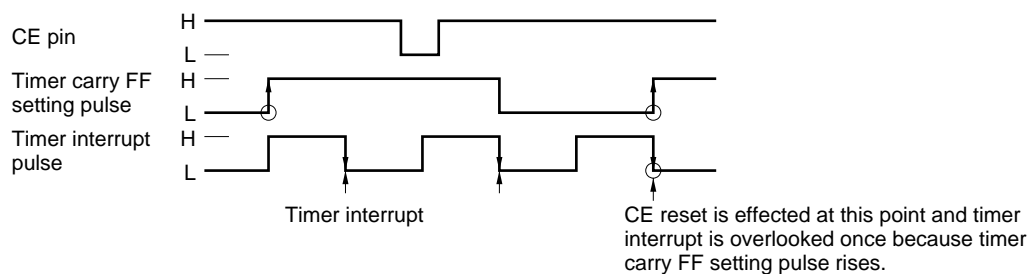 CE pin
H
L
Timer carry FF
setting pulse
H
L
Timer interrupt
pulse
H
L
Timer interrupt
CE reset is effected at this point and timer
interrupt is overlooked once because timer
carry FF setting pulse rises.